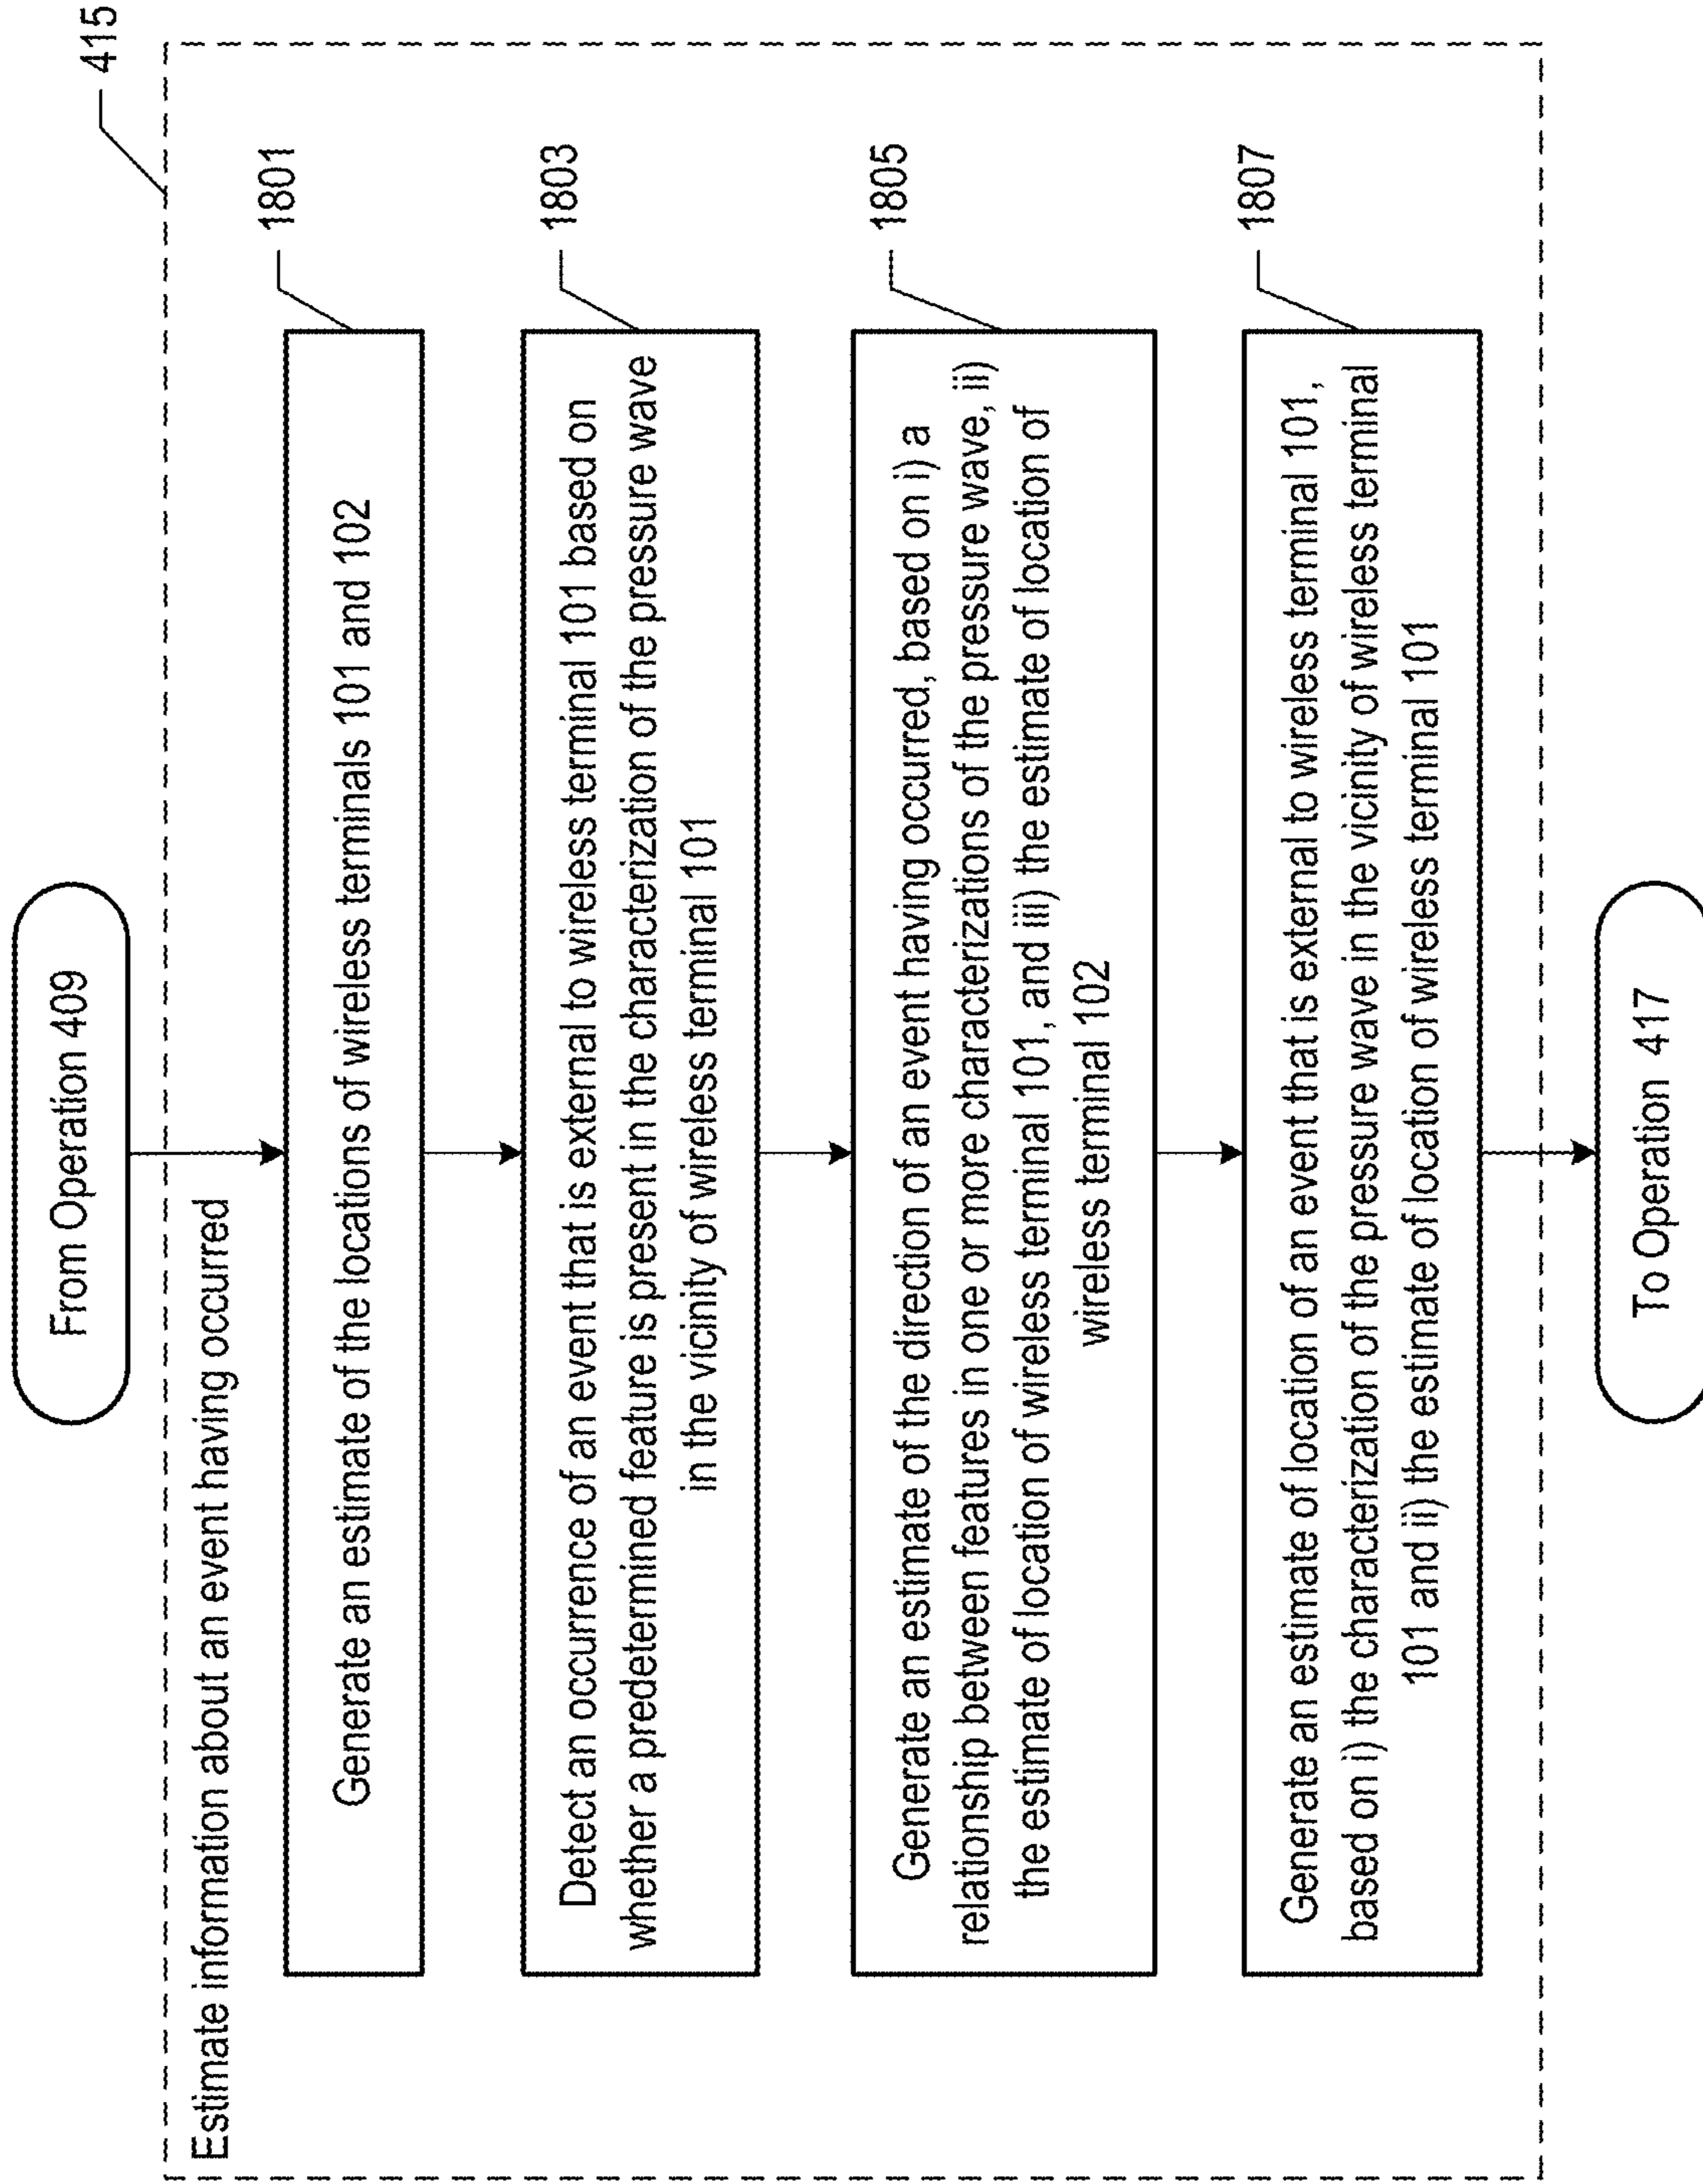 From Operation 409
415
Estimate information about an event having occurred
1801
Generate an estimate of the locations of wireless terminals 101 and 102
1803
Detect an occurrence of an event that is external to wireless terminal 101 based on
whether a predetermined feature is present in the characterization of the pressure wave
in the vicinity of wireless terminal 101
1805
Generate an estimate of the direction of an event having occurred, based on i) a
relationship between features in one or more characterizations of the pressure wave, ii)
the estimate of location of wireless terminal 101, and iii) the estimate of location of
wireless terminal 102
1807
Generate an estimate of location of an event that is external to wireless terminal 101,
based on i) the characterization of the pressure wave in the vicinity of wireless terminal
101 and ii) the estimate of location of wireless terminal 101
To Operation 417